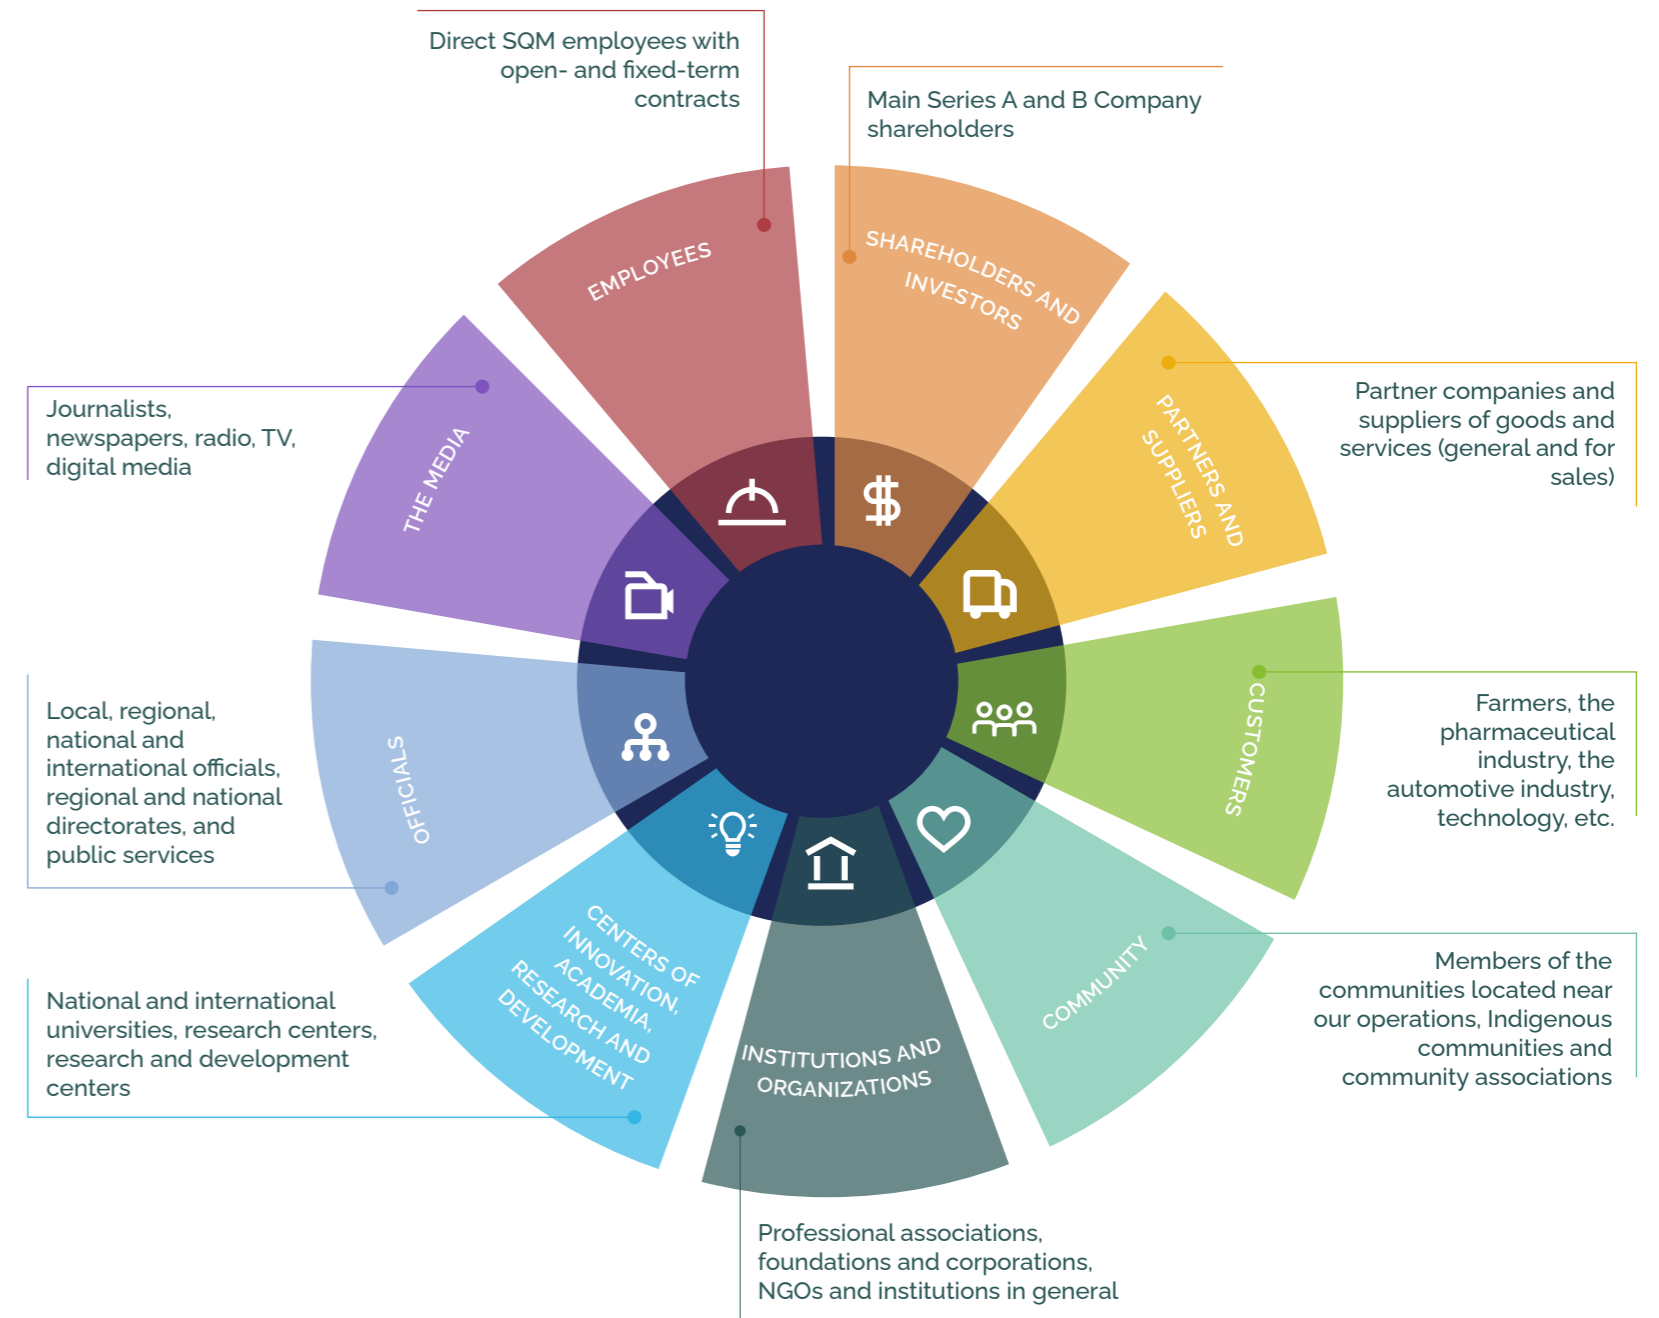 Direct SQM employees with
open- and fixed-term
contracts
EMPLOYEES
Main Series A and B Company
shareholders
SHAREHOLDERS AND
INVESTORS
Partner companies and
suppliers of goods and
services (general and for
sales)
PARTNERS AND
SUPPLIERS
Farmers, the
pharmaceutical
industry, the
automotive industry,
technology, etc.
CUSTOMERS
Members of the
communities located near
our operations, Indigenous
communities and
community associations
COMMUNITY
INSTITUTIONS AND
ORGANIZATIONS
Professional associations,
foundations and corporations,
NGOs and institutions in general
CENTERS OF
INNOVATION,
ACADEMIA,
RESEARCH AND
DEVELOPMENT
National and international
universities, research centers,
research and development
centers
OFFICIALS
Local, regional,
national and
international officials,
regional and national
directorates, and
public services
THE MEDIA
Journalists,
newspapers, radio, TV,
digital media